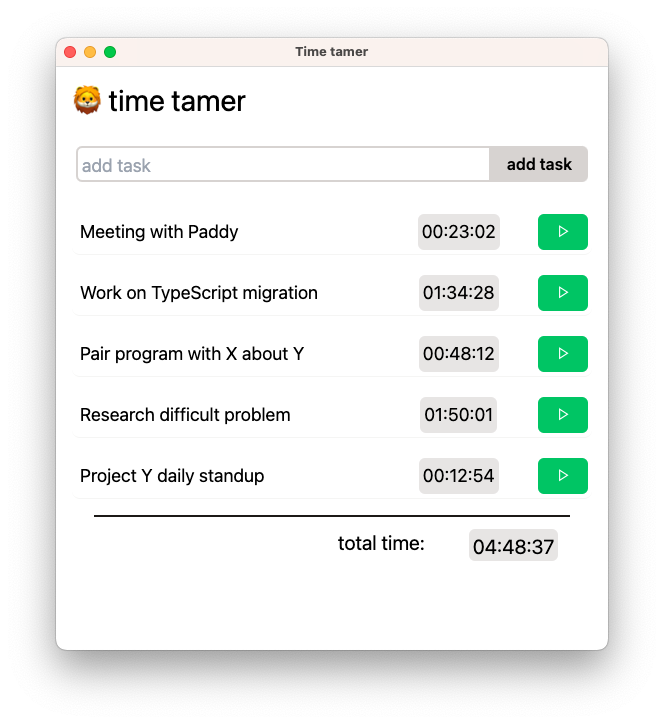 Time tamer
🦁 time tamer
add task add task
Meeting with Paddy 00:23:02
Work on TypeScript migration 01:34:28
Pair program with X about Y 00:48:12
Research difficult problem 01:50:01
Project Y daily standup 00:12:54
total time: 04:48:37